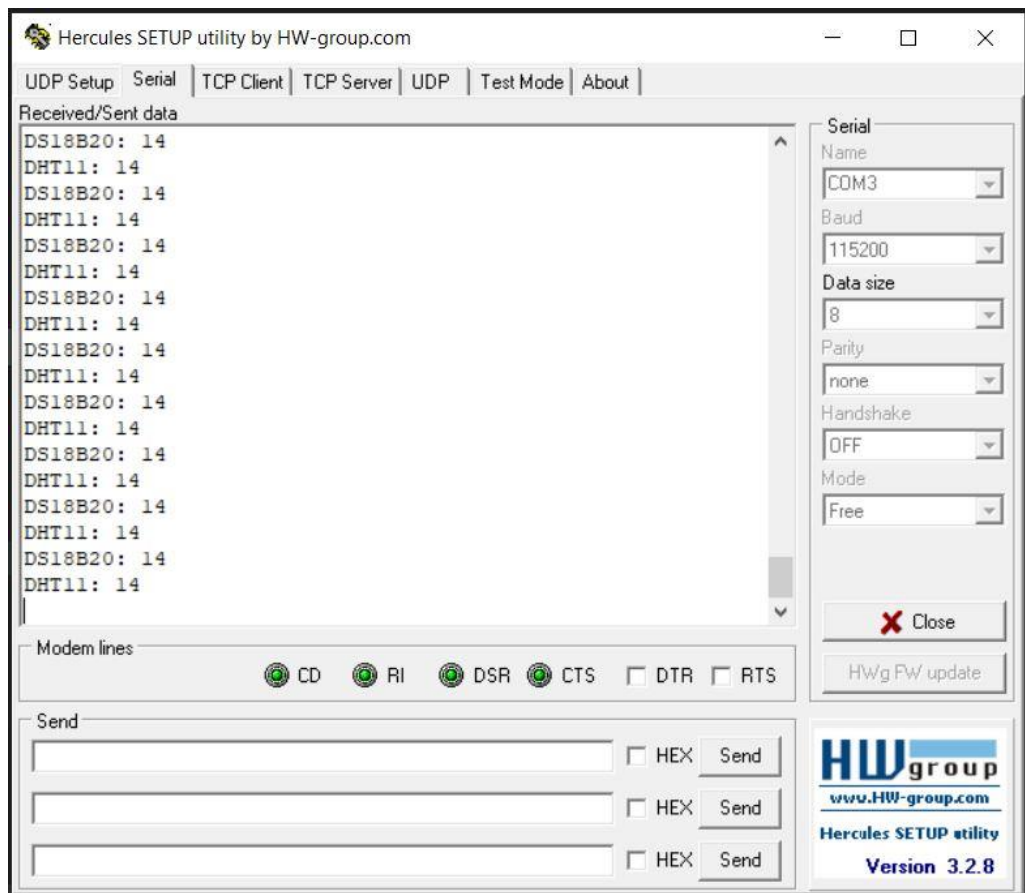 Hercules SETUP utility by HW-group.com
UDP Setup Serial TCP Client TCP Server UDP Test Mode About
Received/Sent data
DS18B20: 14
DHT11: 14
DS18B20: 14
DHT11: 14
DS18B20: 14
DHT11: 14
DS18B20: 14
DHT11: 14
DS18B20: 14
DHT11: 14
DS18B20: 14
DHT11: 14
DS18B20: 14
DHT11: 14
DS18B20: 14
DHT11: 14
DS18B20: 14
DHT11: 14
Serial
Name
COM3
Baud
115200
Data size
8
Parity
none
Handshake
OFF
Mode
Free
Close
HWg FW update
Modem lines
CD RI DSR CTS DTR RTS
Send
HEX Send
HEX Send
HEX Send
HWgroup
www.HW-group.com
Hercules SETUP utility
Version 3.2.8